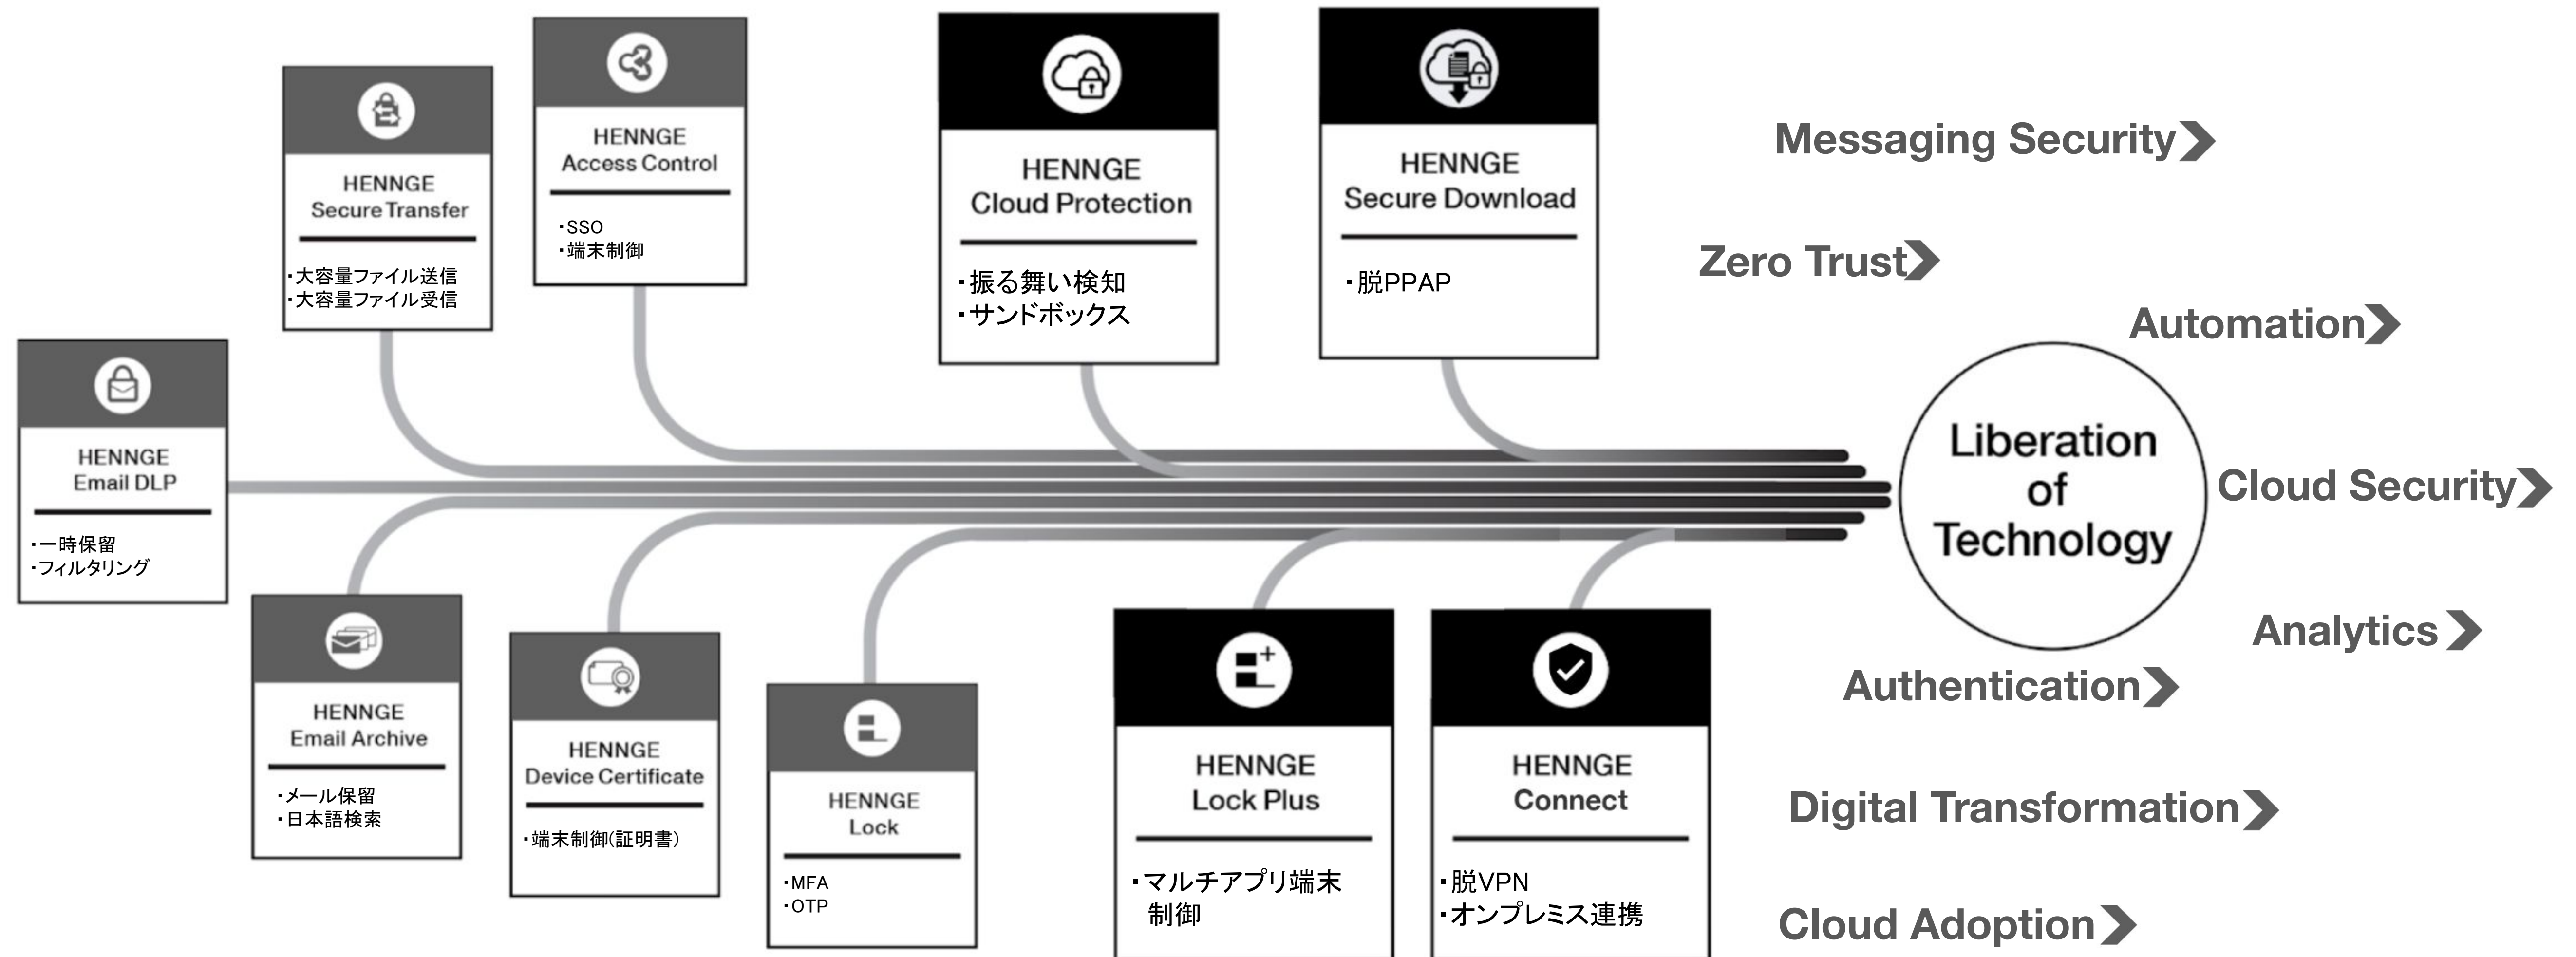 HENNGE
Email DLP
・一時保留
・フィルタリング
HENNGE
Secure Transfer
・大容量ファイル送信
・大容量ファイル受信
HENNGE
Access Control
・SSO
・端末制御
HENNGE
Cloud Protection
・振る舞い検知
・サンドボックス
HENNGE
Secure Download
・脱PPAP
HENNGE
Email Archive
・メール保留
・日本語検索
HENNGE
Device Certificate
・端末制御(証明書)
HENNGE
Lock
・MFA
・OTP
HENNGE
Lock Plus
・マルチアプリ端末
制御
HENNGE
Connect
・脱VPN
・オンプレミス連携
Liberation
of
Technology
Messaging Security
Zero Trust
Automation
Cloud Security
Analytics
Authentication
Digital Transformation
Cloud Adoption